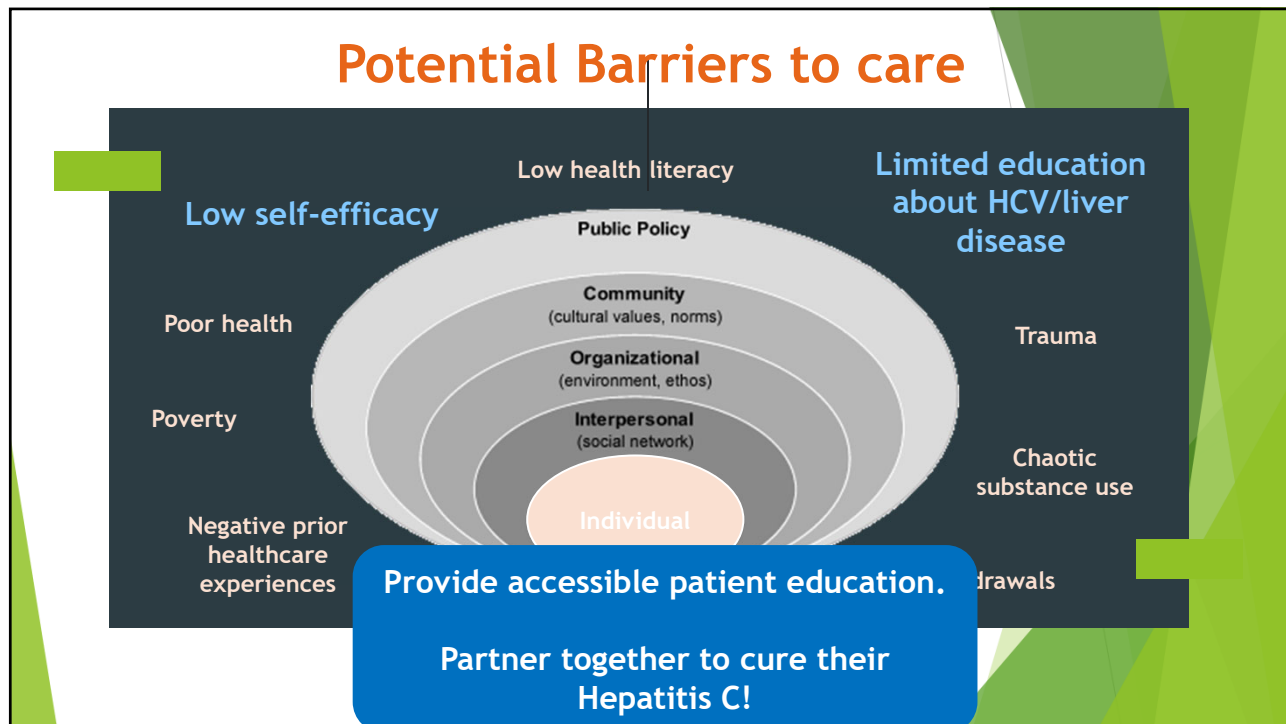 Potential Barriers to care
Low health literacy
Limited education
about HCV/liver
disease
Low self-efficacy
Public Policy
Community
(cultural values, norms)
Organizational
(environment, ethos)
Interpersonal
(social network)
Individual
Poor health
Poverty
Negative prior
healthcare
experiences
Trauma
Chaotic
substance use
drawals
Provide accessible patient education.
Partner together to cure their
Hepatitis C!